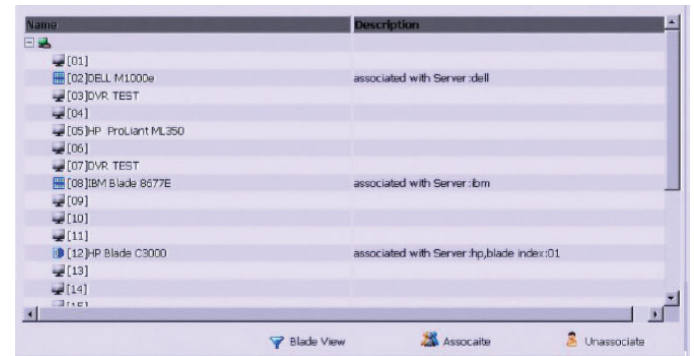 Name Description
[01]
[02]DELL M1000e associated with Server:dell
[03]DVR TEST
[04]
[05]HP ProLiant ML350
[06]
[07]DVR TEST
[08]IBM Blade 8677E associated with Server:ibm
[09]
[10]
[11]
[12]HP Blade C3000 associated with Server:hp,blade index:01
[13]
[14]
[15]
Blade View Assocaite Unassociate